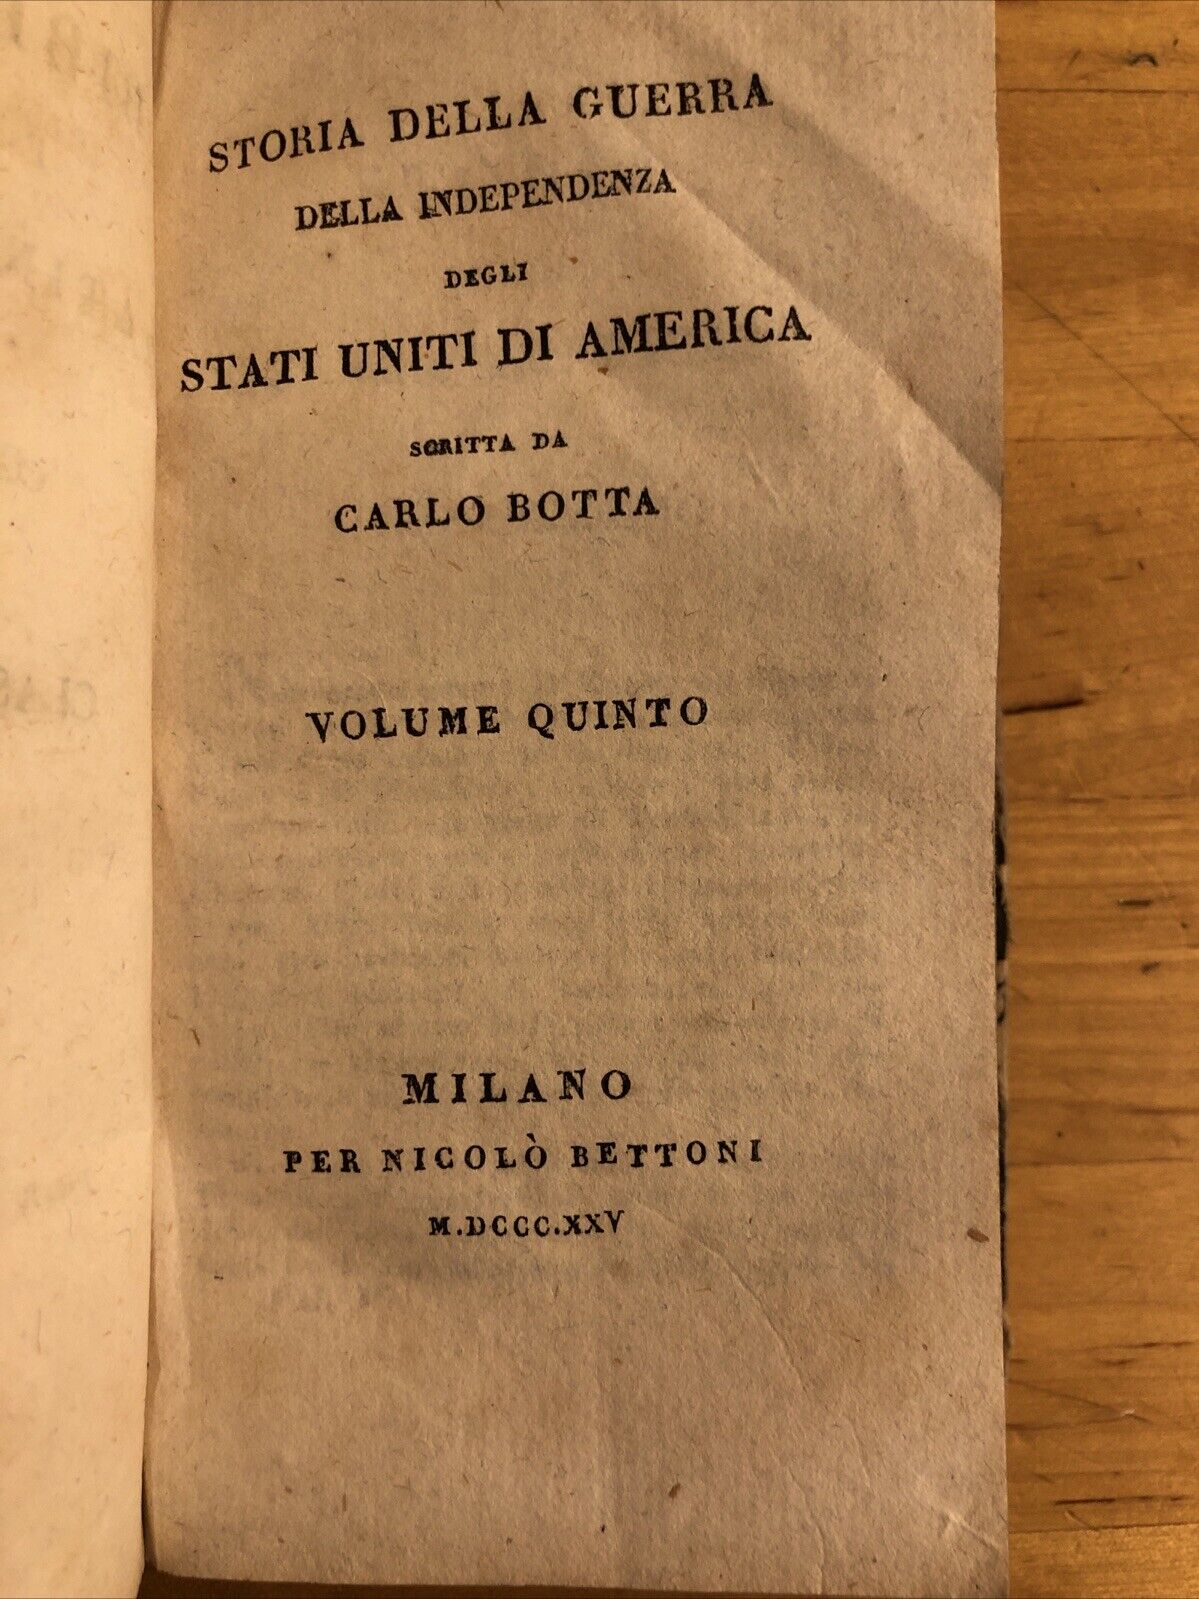 STORIA DELLA GUERRA
DELLA INDEPENDENZA
DEGLI
STATI UNITI DI AMERICA
SCRITTA DA
CARLO BOTTA
VOLUME QUINTO
MILANO
PER NICOLÒ BETTONI
M.DCCC.XXV